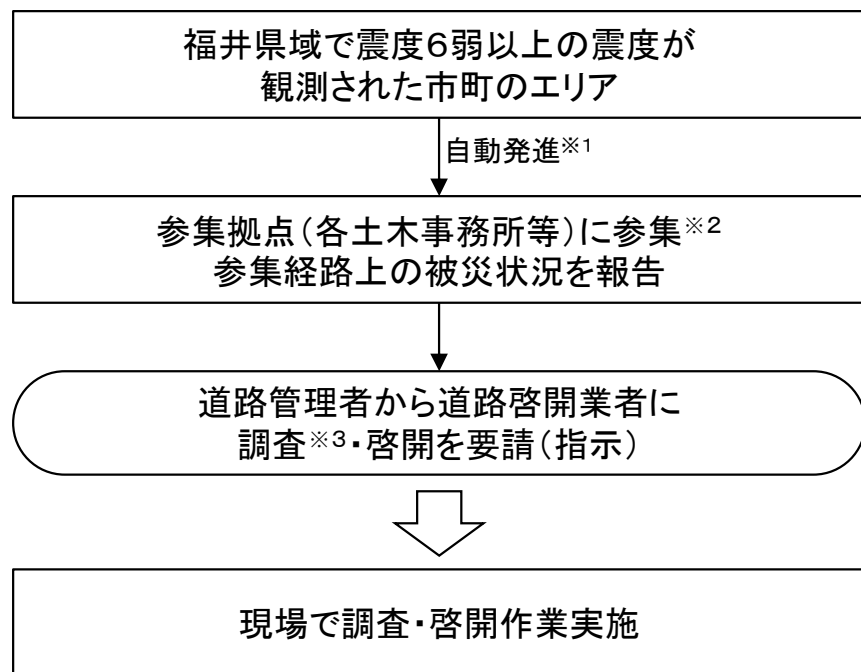 福井県域で震度6弱以上の震度が
観測された市町のエリア
自動発進※1
参集拠点(各土木事務所等)に参集※2
参集経路上の被災状況を報告
道路管理者から道路啓開業者に
調査※3・啓開を要請(指示)
現場で調査・啓開作業実施